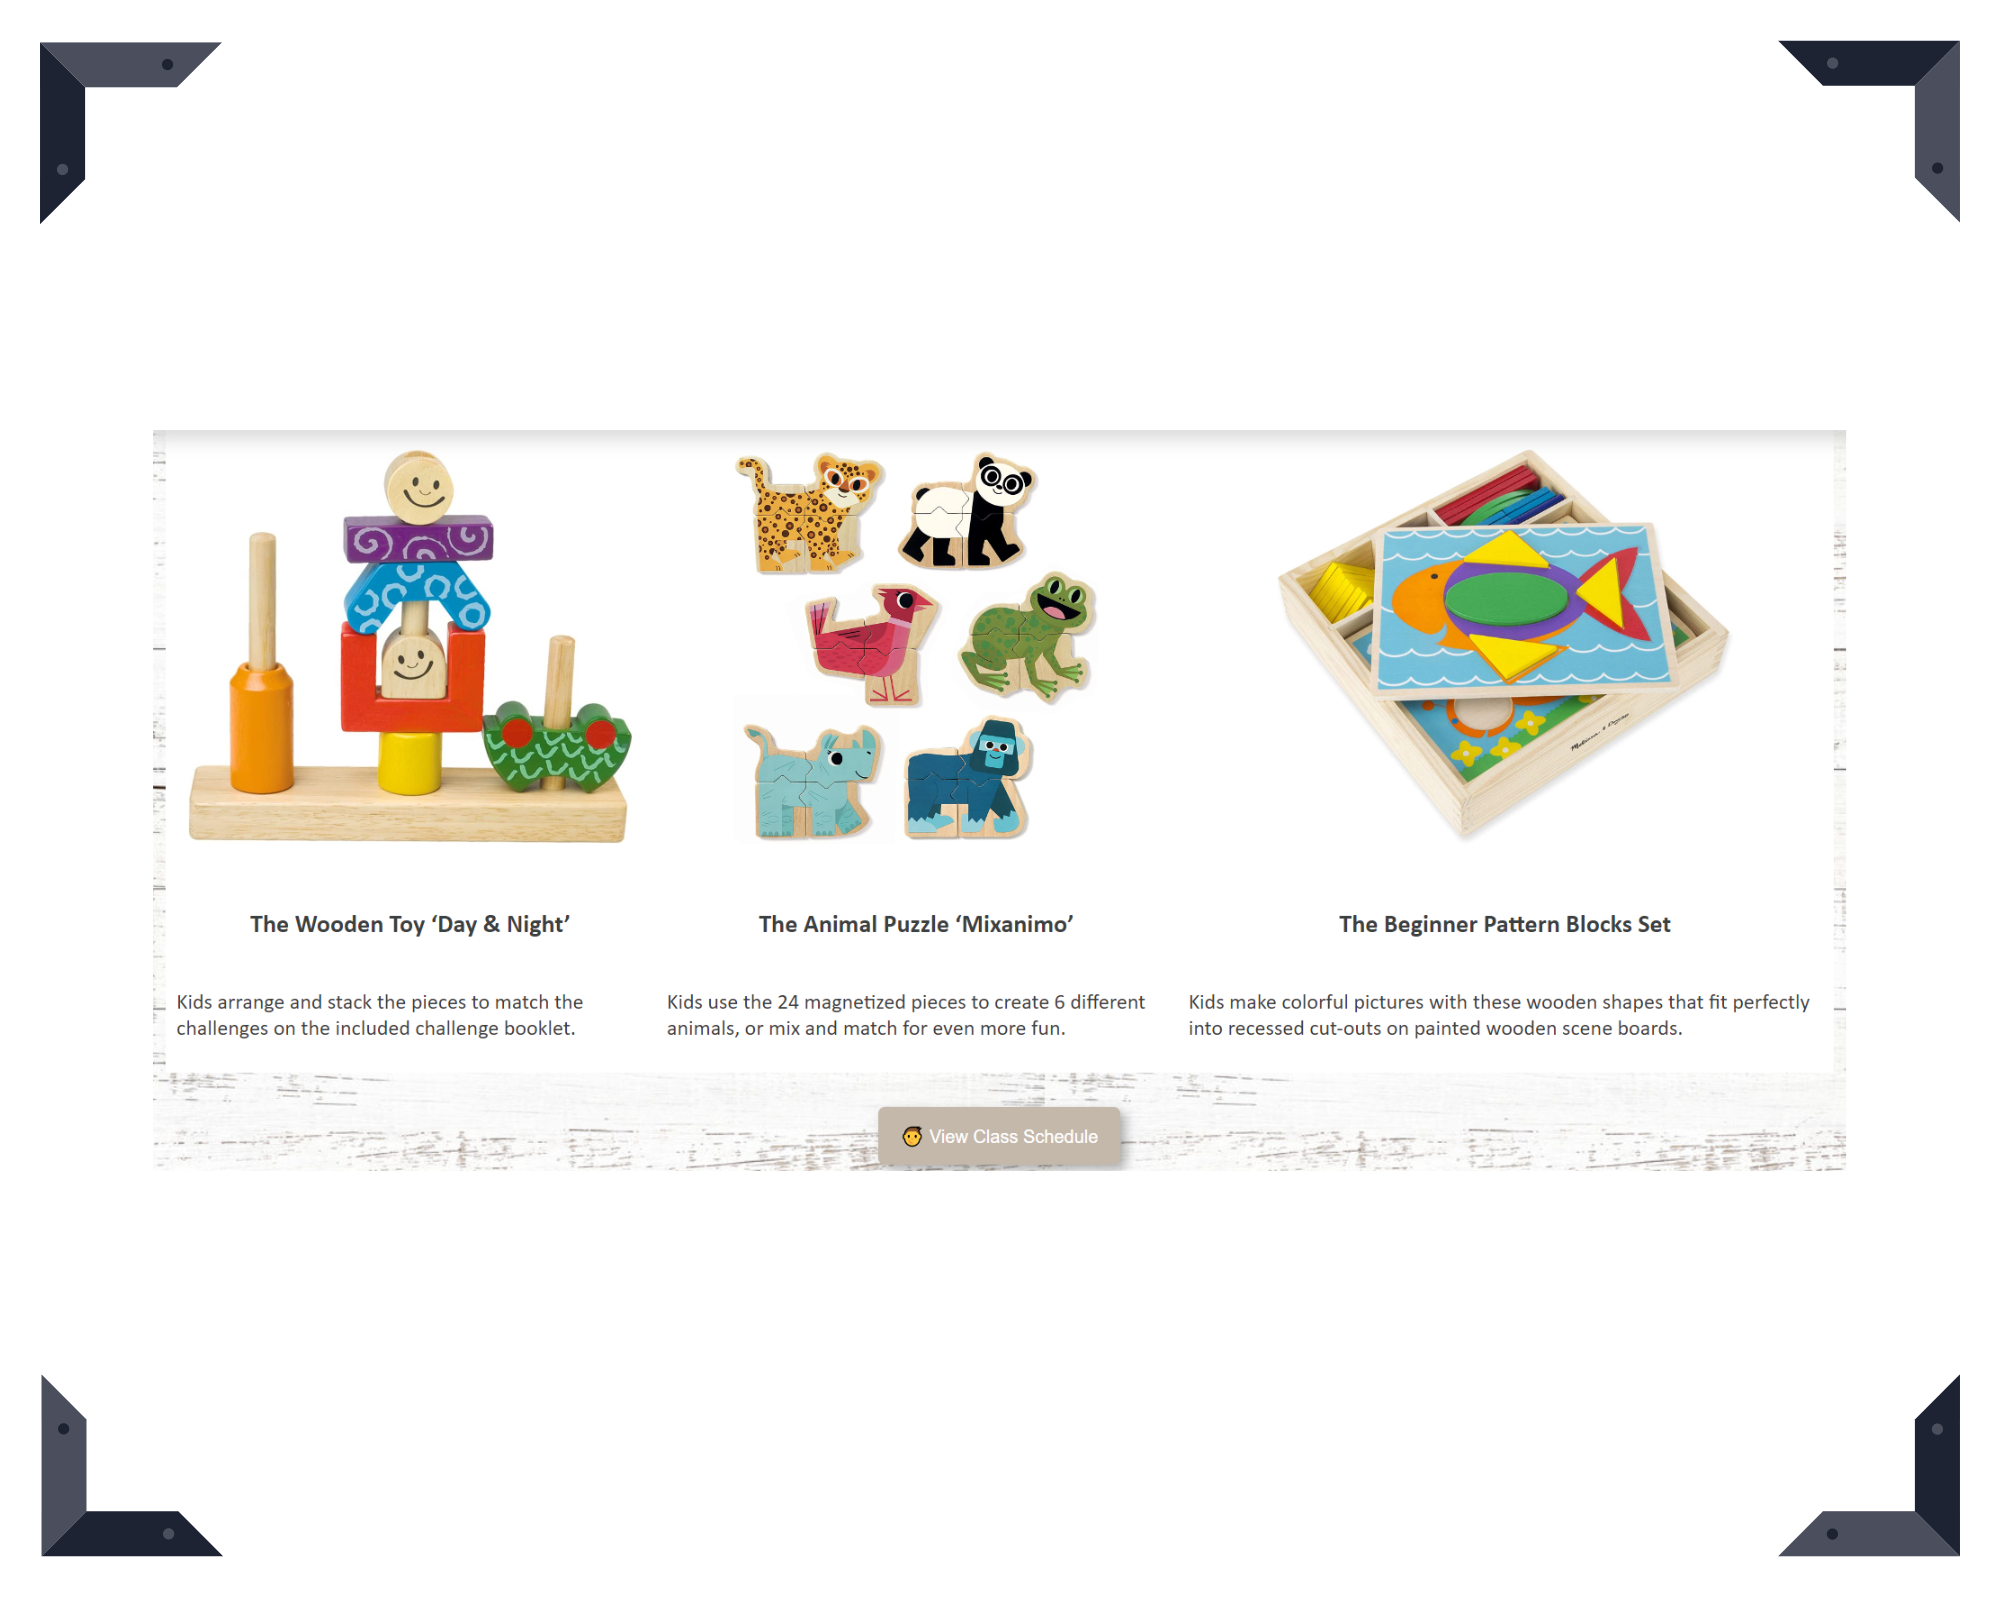 The Wooden Toy ‘Day & Night’
Kids arrange and stack the pieces to match the
challenges on the included challenge booklet.
The Animal Puzzle ‘Mixanimo’
Kids use the 24 magnetized pieces to create 6 different
animals, or mix and match for even more fun.
Melissa & Doug
The Beginner Pattern Blocks Set
Kids make colorful pictures with these wooden shapes that fit perfectly
into recessed cut-outs on painted wooden scene boards.
View Class Schedule